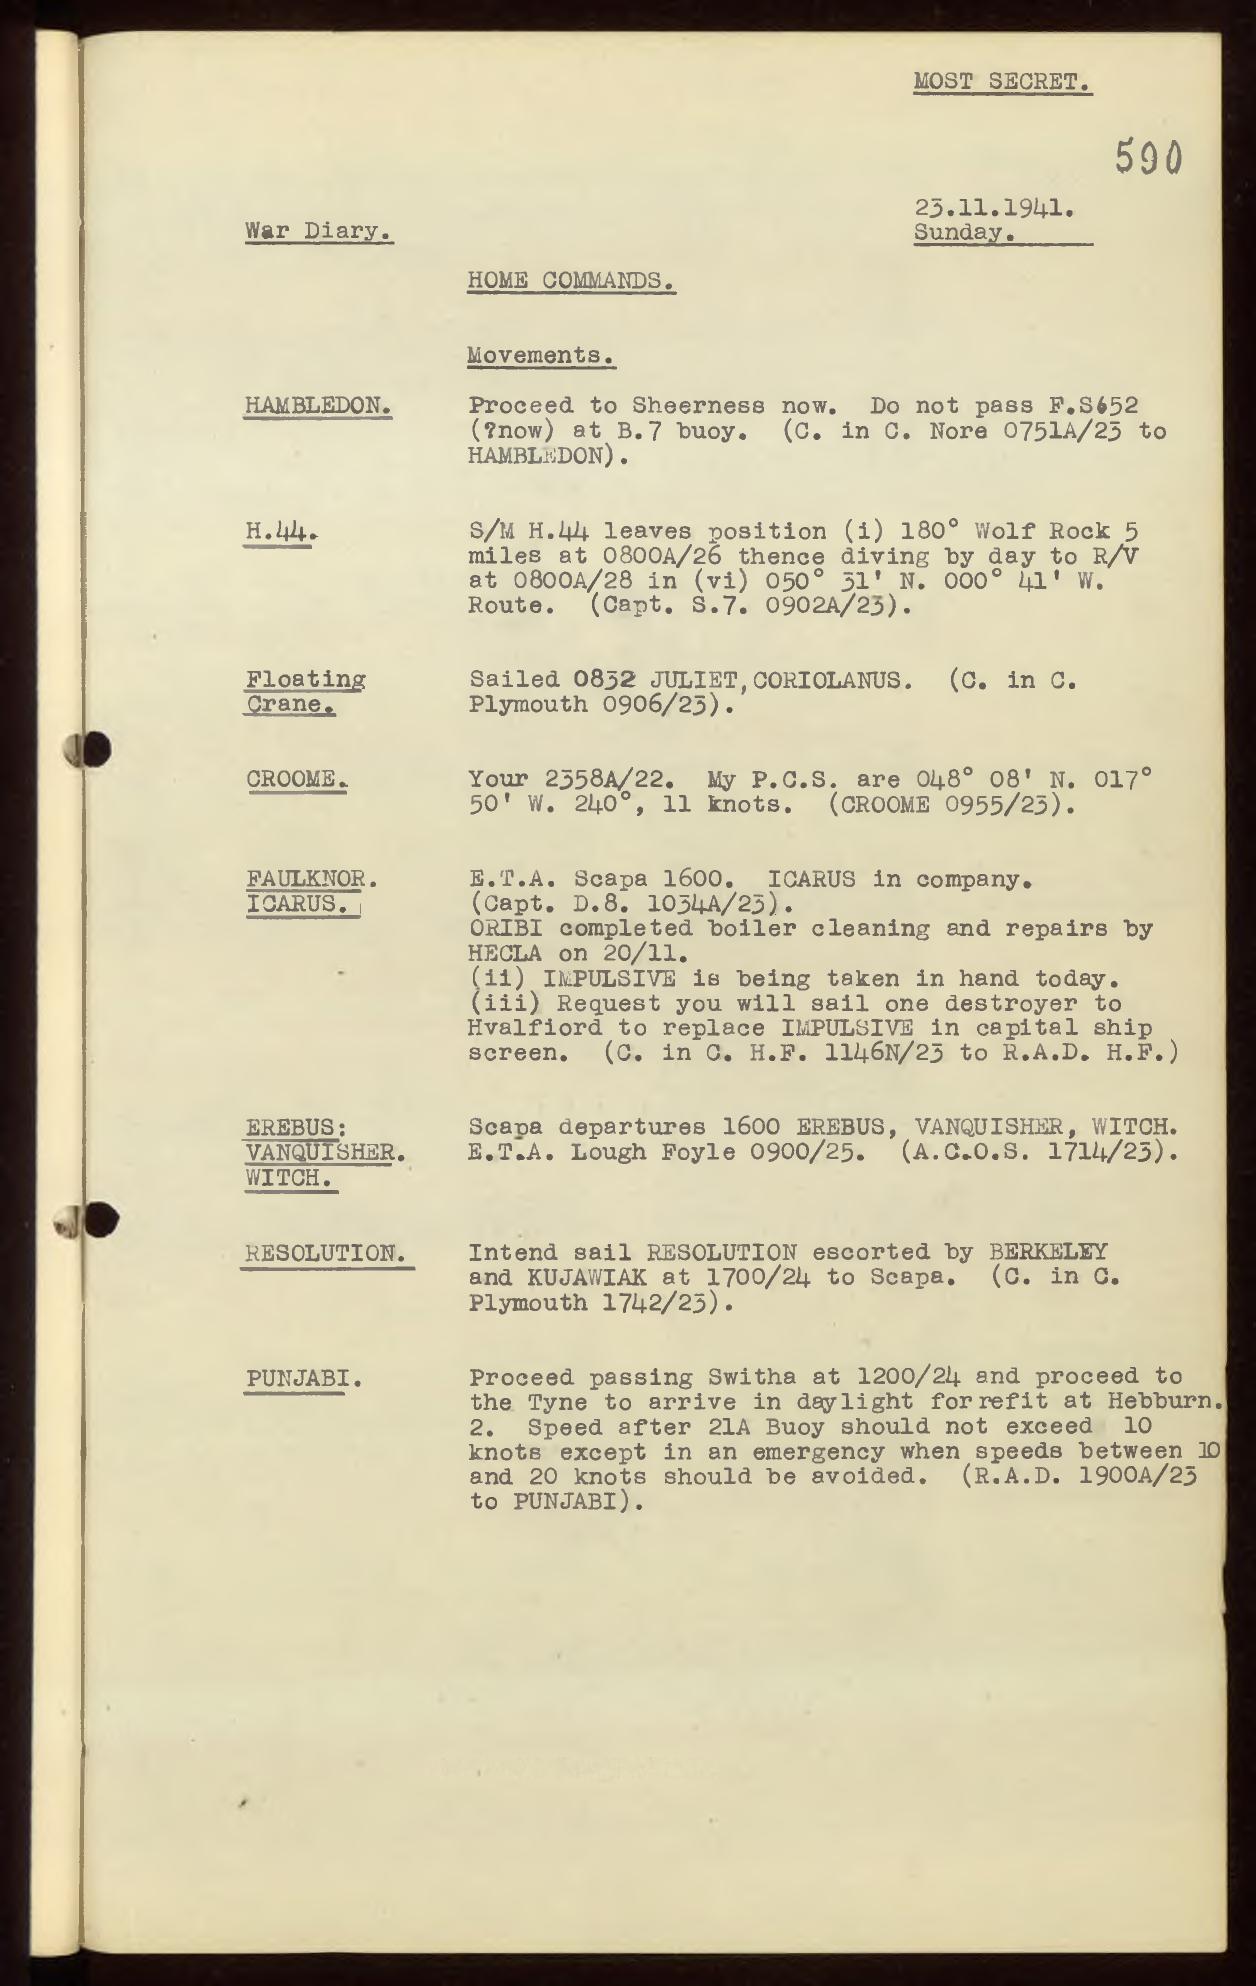 MOST SECRET.
590
23.11.1941.
War Diary. Sunday.
HOME COMMANDS.
Movements.
HAMBLEDON. Proceed to Sheerness now. Do not pass F.S652
(?now) at B.7 buoy. (C. in C. Nore 0751A/23 to
HAMBLEDON).
H.44. S/M H.44 leaves position (i) 180° Wolf Rock 5
miles at 0800A/26 thence diving by day to R/V
at 0800A/28 in (vi) 050° 31' N. 000° 41' W.
Route. (Capt. S.7. 0902A/23).
Floating Sailed 0832 JULIET, CORIOLANUS. (C. in C.
Crane. Plymouth 0906/23).
CROOME. Your 2358A/22. My P.C.S. are 048° 08' N. 017°
50' W. 240°, 11 knots. (CROOME 0955/23).
FAULKNOR. E.T.A. Scapa 1600. ICARUS in company.
ICARUS. (Capt. D.8. 1034A/23).
ORIBI completed boiler cleaning and repairs by
HECLA on 20/11.
(ii) IMPULSIVE is being taken in hand today.
(iii) Request you will sail one destroyer to
Hvalfiord to replace IMPULSIVE in capital ship
screen. (C. in C. H.F. 1146N/23 to R.A.D. H.F.)
EREBUS: Scapa departures 1600 EREBUS, VANQUISHER, WITCH.
VANQUISHER. E.T.A. Lough Foyle 0900/25. (A.C.O.S. 1714/23).
WITCH.
RESOLUTION. Intend sail RESOLUTION escorted by BERKELEY
and KUJAWIAK at 1700/24 to Scapa. (C. in C.
Plymouth 1742/23).
PUNJABI. Proceed passing Switha at 1200/24 and proceed to
the Tyne to arrive in daylight for refit at Hebburn.
2. Speed after 21A Buoy should not exceed 10
knots except in an emergency when speeds between 10
and 20 knots should be avoided. (R.A.D. 1900A/23
to PUNJABI).